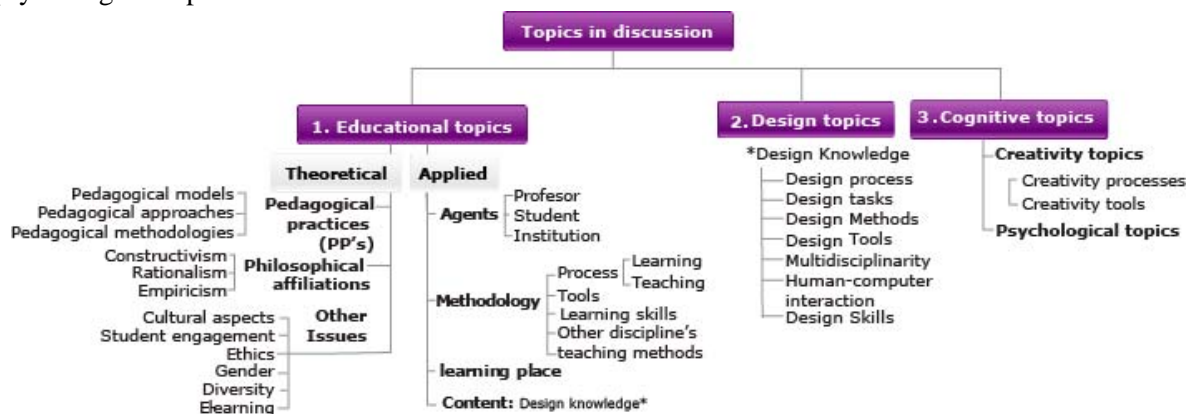 Topics in discussion
1. Educational topics
Theoretical
Pedagogical models
Pedagogical approaches
Pedagogical methodologies
Pedagogical
practices
(PP's)
Constructivism
Rationalism
Empiricism
Philosophical
affiliations
Cultural aspects
Student engagement
Ethics
Gender
Diversity
Elearning
Other
Issues
Applied
Agents
Profesor
Student
Institution
Methodology
Process
Learning
Teaching
Tools
Learning skills
Other discipline's
teaching methods
learning place
Content: Design knowledge*
2. Design topics
*Design Knowledge
Design process
Design tasks
Design Methods
Design Tools
Multidisciplinarity
Human-computer
interaction
Design Skills
3. Cognitive topics
Creativity topics
Creativity processes
Creativity tools
Psychological topics